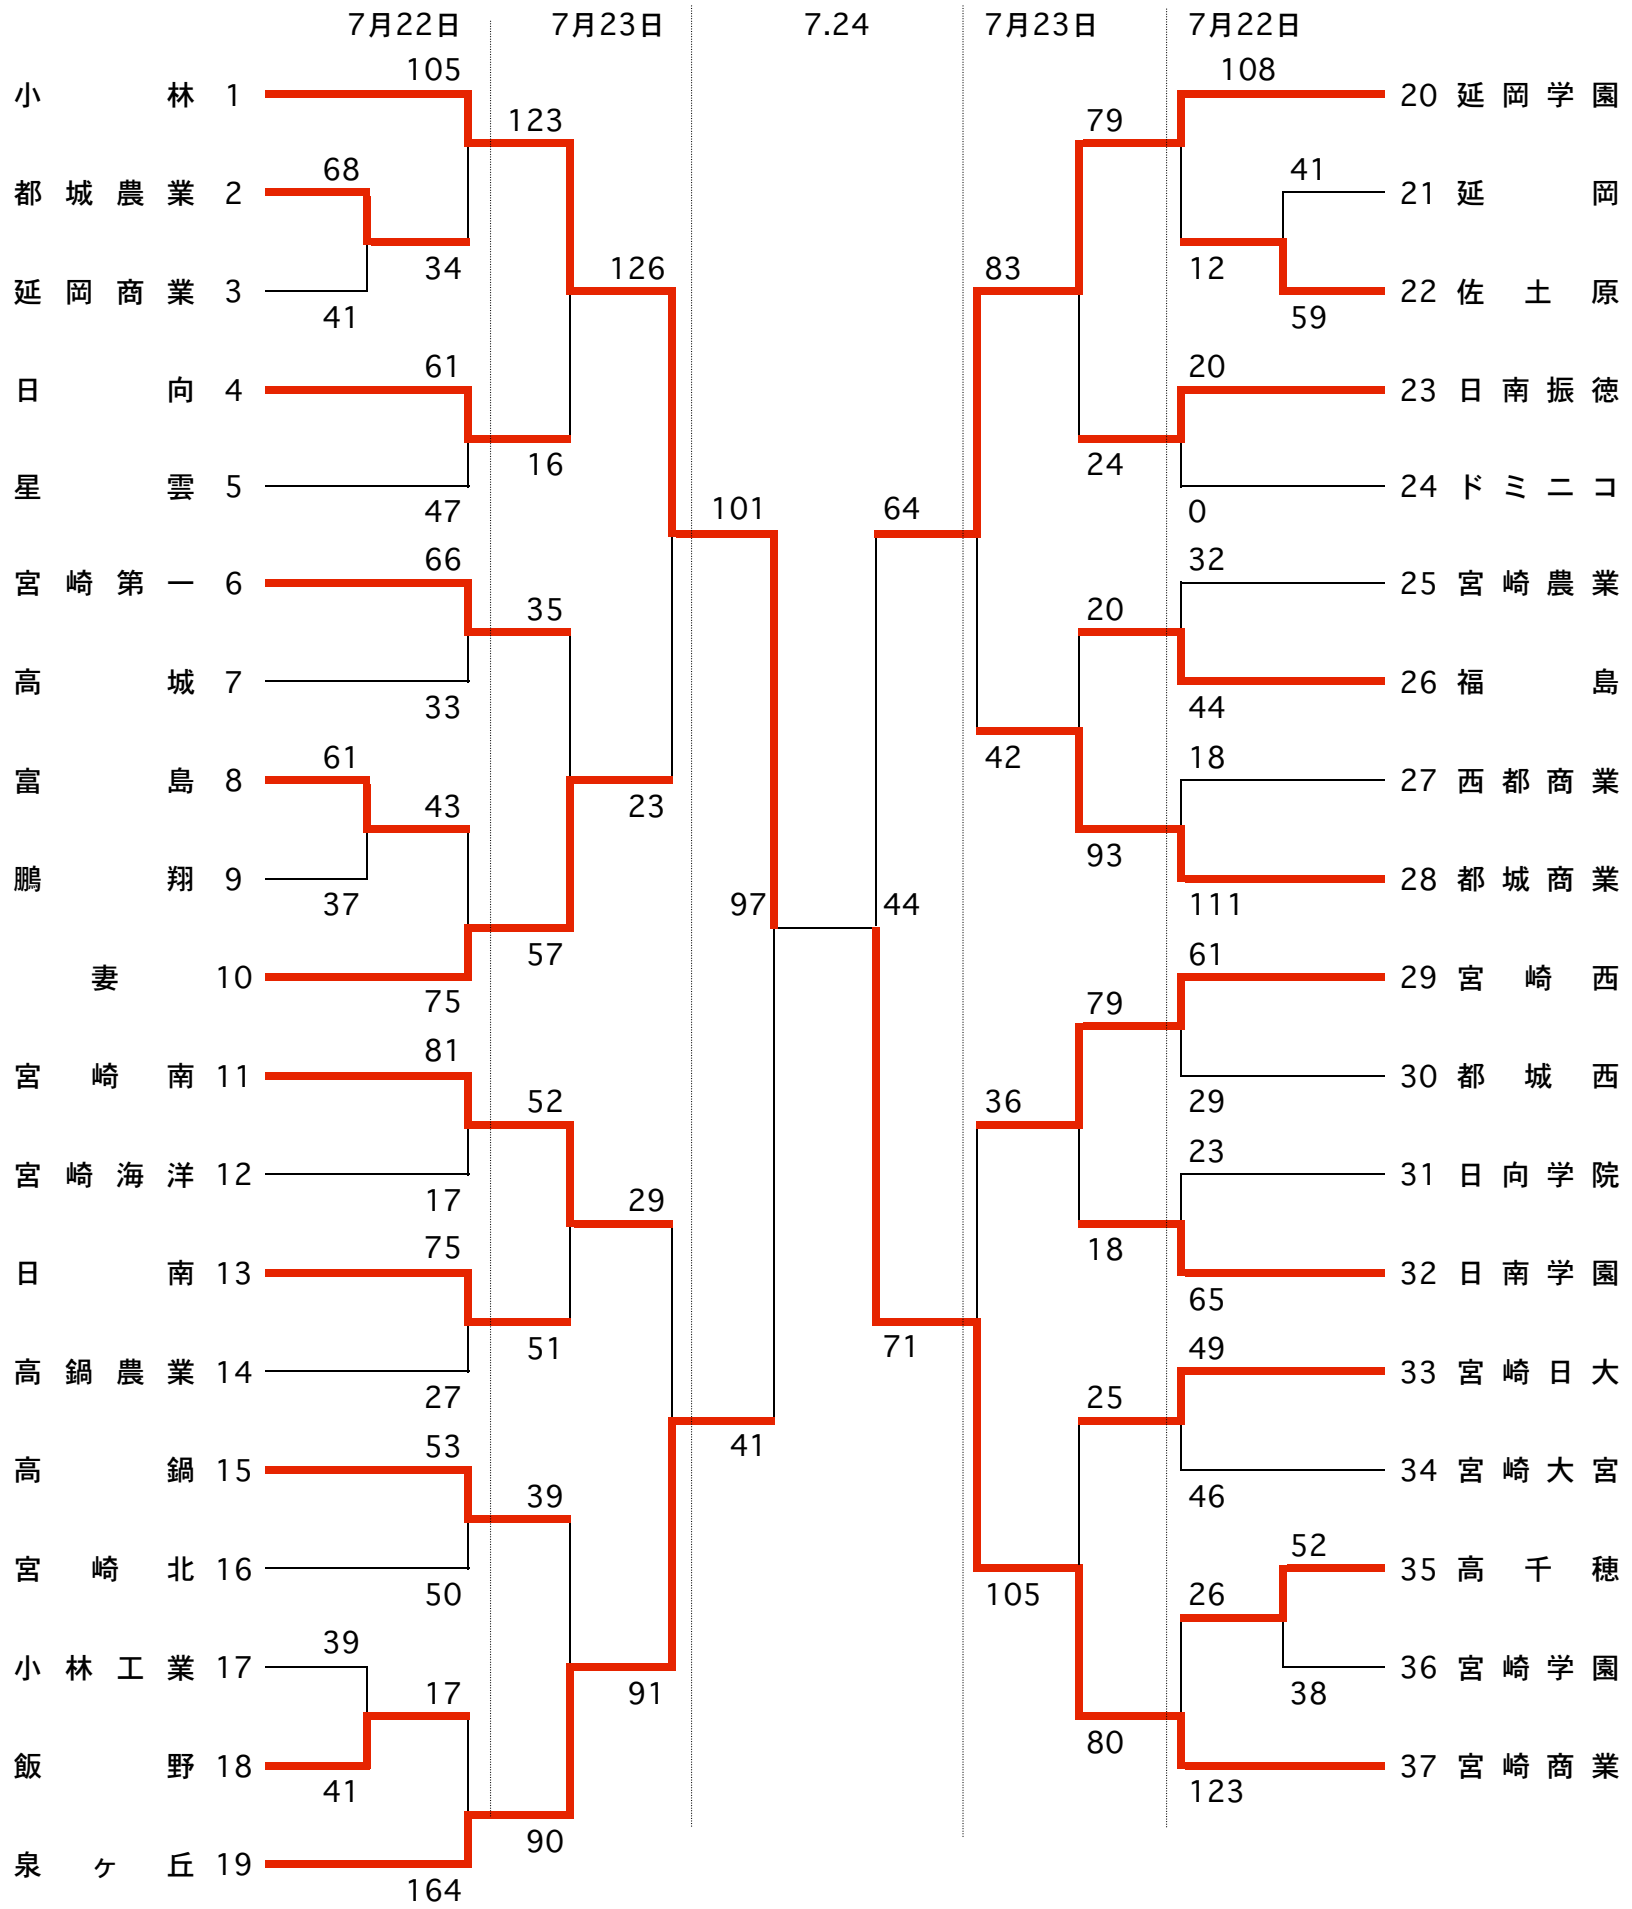 7月22日 7月23日 7.24 7月23日 7月22日
105 108
小林 1 20 延岡学園
123 79
68 41
都城農業 2 21 延岡
34 126 83 12
延岡商業 3 22 佐土原
41 59
61 20
日向 4 23 日南振徳
16 24
星雲 5 24 ドミニコ
47 101 64 0
66 32
宮崎第一 6 25 宮崎農業
35 20
高城 7 26 福島
33 44
61 42 18
富島 8 27 西都商業
43 23
93
鵬翔 9 28 都城商業
37 97 44 111
57 61
妻 10 29 宮崎西
75 79
81
宮崎南 11 30 都城西
52 36 29
23
宮崎海洋 12 31 日向学院
17 29
75 18
日南 13 32 日南学園
65
51 71 49
高鍋農業 14 33 宮崎日大
27 25
53 41
高鍋 15 34 宮崎大宮
39 46
52
宮崎北 16 35 高千穂
50 105 26
39
小林工業 17 36 宮崎学園
17 91 38
80
飯野 18 37 宮崎商業
41 123
90
泉ヶ丘 19
164